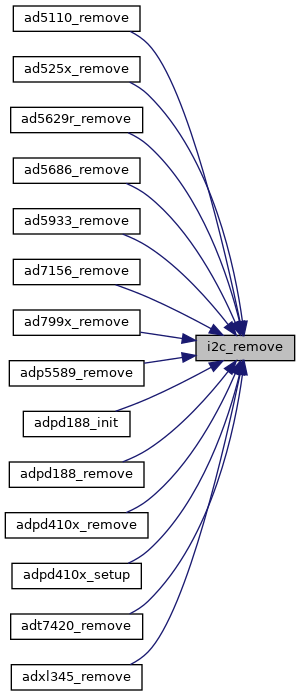 ad5110_remove
ad525x_remove
ad5629r_remove
ad5686_remove
ad5933_remove
ad7156_remove
ad799x_remove
i2c_remove
adp5589_remove
adpd188_init
adpd188_remove
adpd410x_remove
adpd410x_setup
adt7420_remove
adxl345_remove